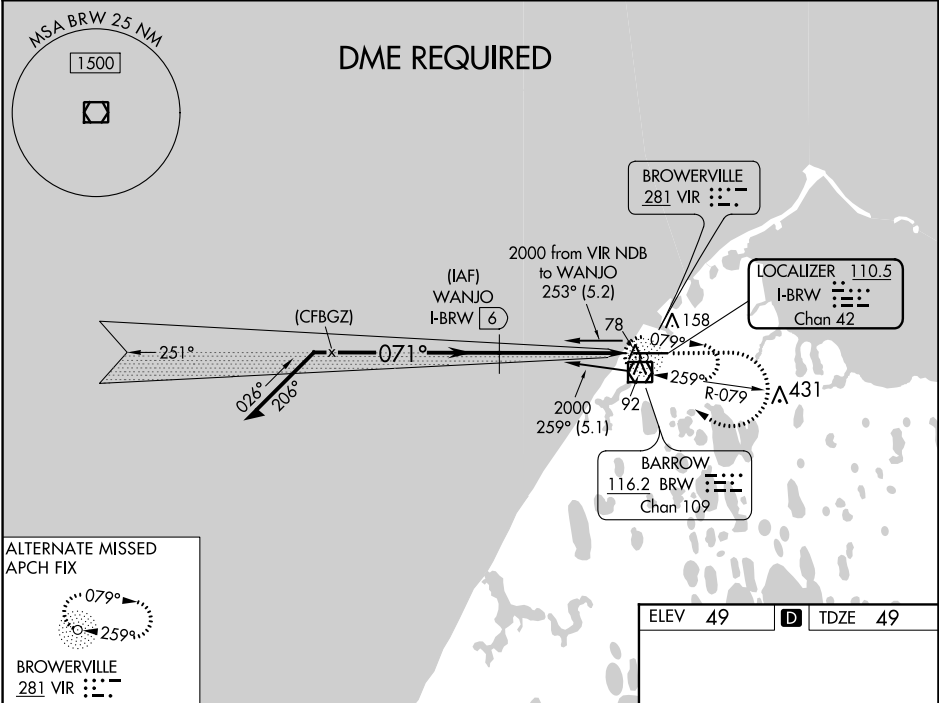 MSA BRW 25 NM
1500
DME REQUIRED
BROWERVILLE
281 VIR
2000 from VIR NDB
to WANJO
253° (5.2)
(IAF)
WANJO
I-BRW 6
LOCALIZER 110.5
I-BRW
Chan 42
(CFBGZ)
78
158
079°
251°
071°
026°
206°
259°
R-079
431
2000
259° (5.1)
92
BARROW
116.2 BRW
Chan 109
ALTERNATE MISSED
APCH FIX
079°
259°
BROWERVILLE
281 VIR
ELEV 49 D TDZE 49